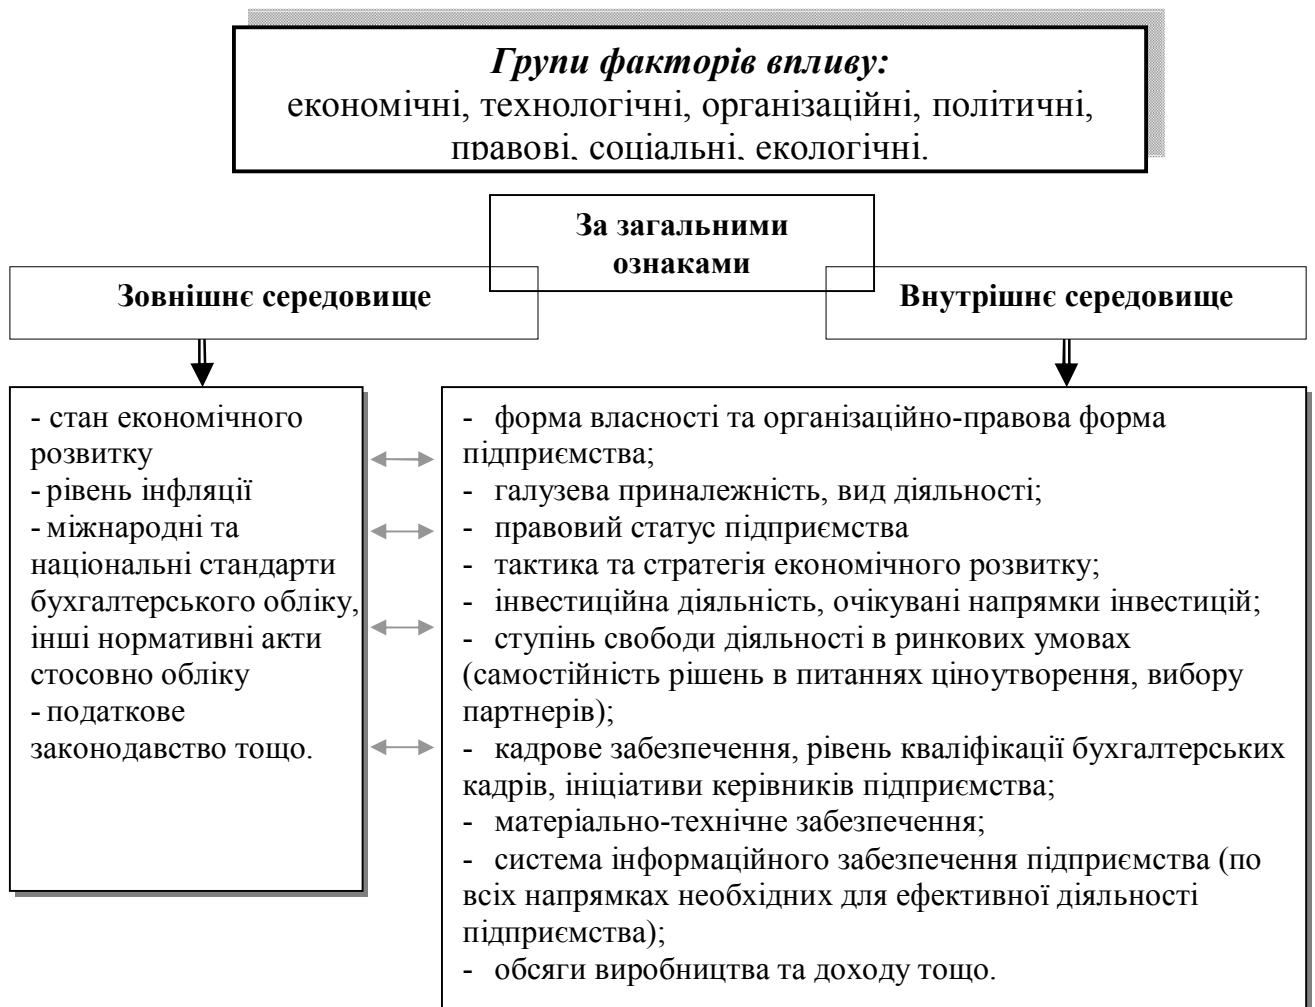 Групи факторів впливу:
економічні, технологічні, організаційні, політичні,
правові, соціальні, екологічні.
За загальними
ознаками
Зовнішнє середовище
Внутрішнє середовище
- стан економічного
розвитку
- рівень інфляції
- міжнародні та
національні стандарти
бухгалтерського обліку,
інші нормативні акти
стосовно обліку
- податкове
законодавство тощо.
- форма власності та організаційно-правова форма
підприємства;
- галузева приналежність, вид діяльності;
- правовий статус підприємства
- тактика та стратегія економічного розвитку;
- інвестиційна діяльність, очікувані напрямки інвестицій;
- ступінь свободи діяльності в ринкових умовах
(самостійність рішень в питаннях ціноутворення, вибору
партнерів);
- кадрове забезпечення, рівень кваліфікації бухгалтерських
кадрів, ініціативи керівників підприємства;
- матеріально-технічне забезпечення;
- система інформаційного забезпечення підприємства (по
всіх напрямках необхідних для ефективної діяльності
підприємства);
- обсяги виробництва та доходу тощо.